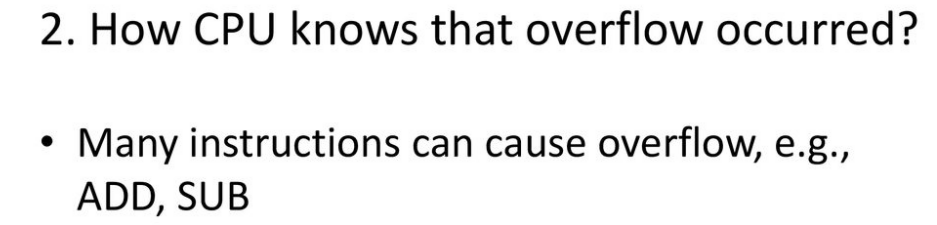 2. How CPU knows that overflow occurred?
• Many instructions can cause overflow, e.g.,
ADD, SUB